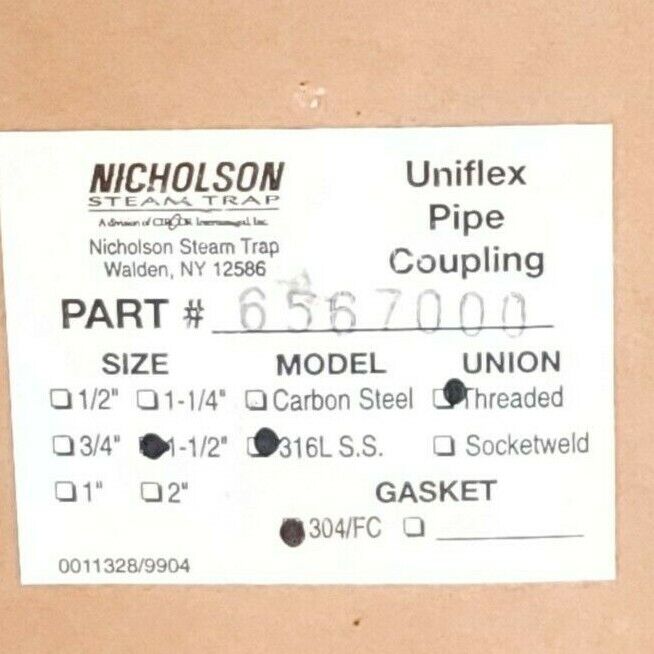 NICHOLSON
STEAM TRAP
A division of CIRCOR International, Inc.
Nicholson Steam Trap
Walden, NY 12586
Uniflex
Pipe
Coupling
PART # 6567000
SIZE MODEL UNION
1/2" 1-1/4" Carbon Steel Threaded
3/4" 1-1/2" 316L S.S. Socketweld
1" 2" GASKET
304/FC
0011328/9904